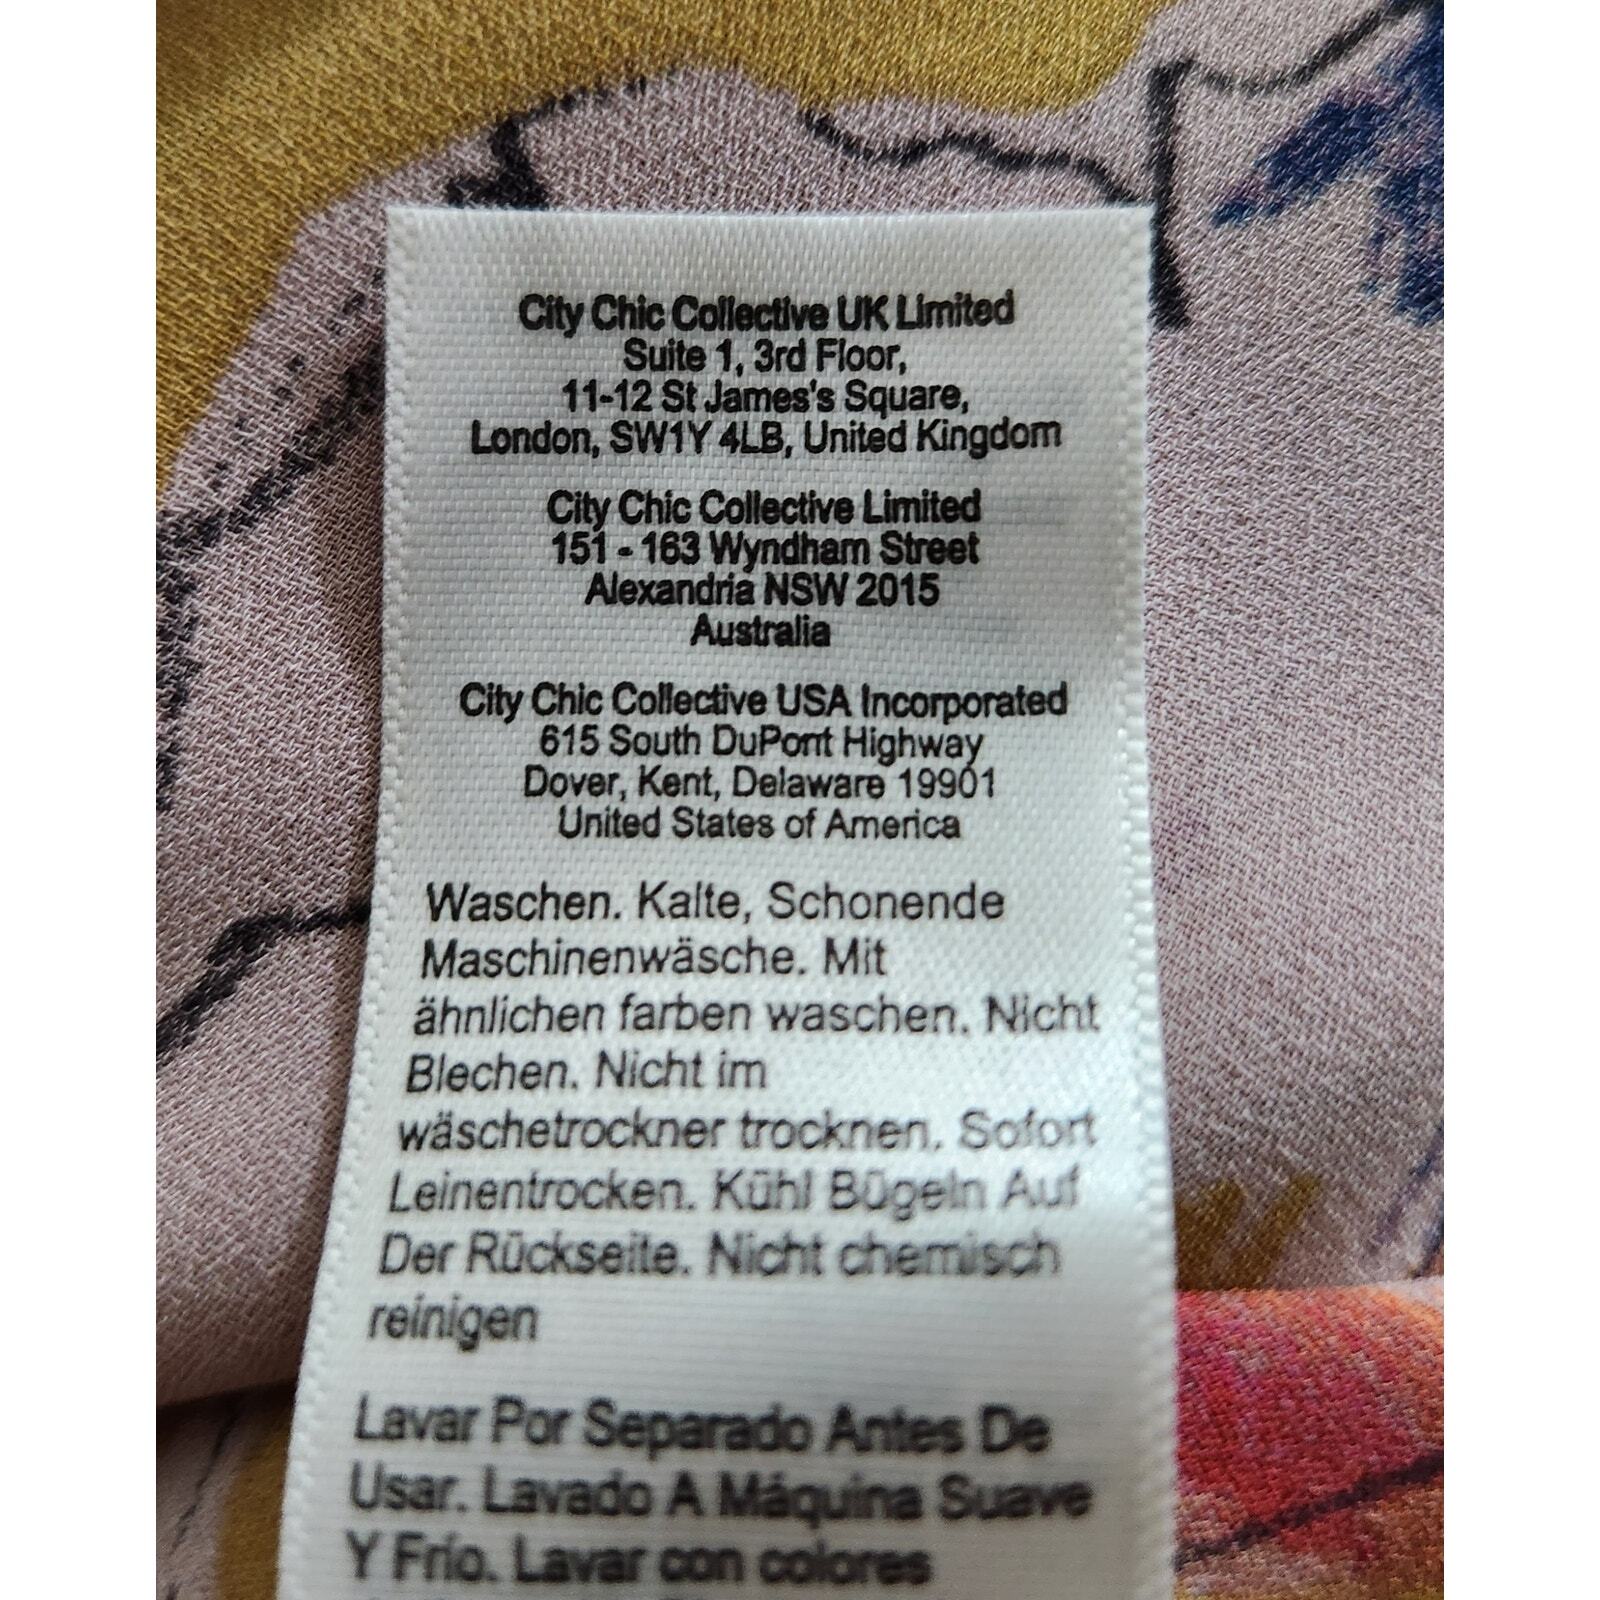 City Chic Collective UK Limited
Suite 1, 3rd Floor,
11-12 St James's Square,
London, SW1Y 4LB, United Kingdom
City Chic Collective Limited
151 - 163 Wyndham Street
Alexandria NSW 2015
Australia
City Chic Collective USA Incorporated
615 South DuPont Highway
Dover, Kent, Delaware 19901
United States of America
Waschen. Kalte, Schonende
Maschinenwäsche. Mit
ähnlichen farben waschen. Nicht
Blechen. Nicht im
wäschetrockner trocknen. Sofort
Leinentrocken. Kühl Bügeln Auf
Der Rückseite. Nicht chemisch
reinigen
Lavar Por Separado Antes De
Usar. Lavado A Máquina Suave
Y Frío. Lavar con colores